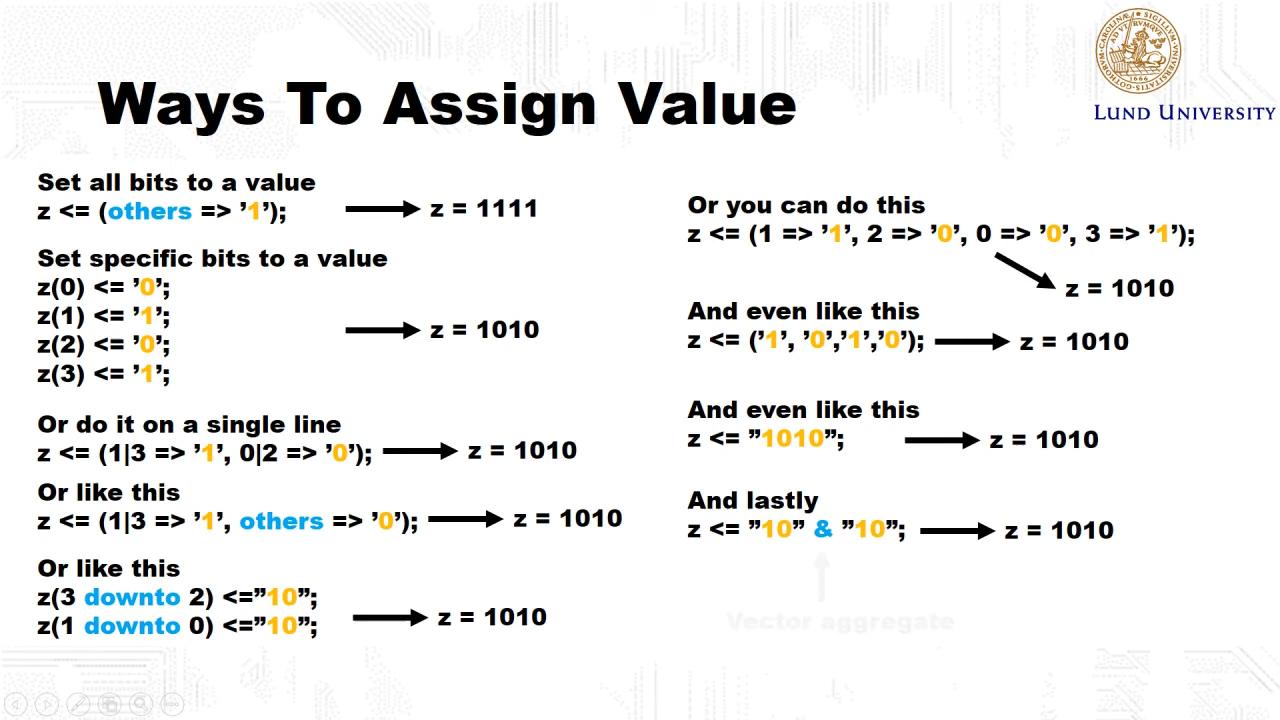 Ways To Assign Value
LUND UNIVERSITY
Set all bits to a value
z <= (others => ’1’);
z = 1111
Set specific bits to a value
z(0) <= ’0’;
z(1) <= ’1’;
z(2) <= ’0’;
z(3) <= ’1’;
z = 1010
Or do it on a single line
z <= (1|3 => ’1’, 0|2 => ’0’);
z = 1010
Or like this
z <= (1|3 => ’1’, others => ’0’);
z = 1010
Or like this
z(3 downto 2) <=”10”;
z(1 downto 0) <=”10”;
z = 1010
Or you can do this
z <= (1 => ’1’, 2 => ’0’, 0 => ’0’, 3 => ’1’);
z = 1010
And even like this
z <= (’1’, ’0’,’1’,’0’);
z = 1010
And even like this
z <= ”1010”;
z = 1010
And lastly
z <= ”10” & ”10”;
z = 1010
Vector aggregate